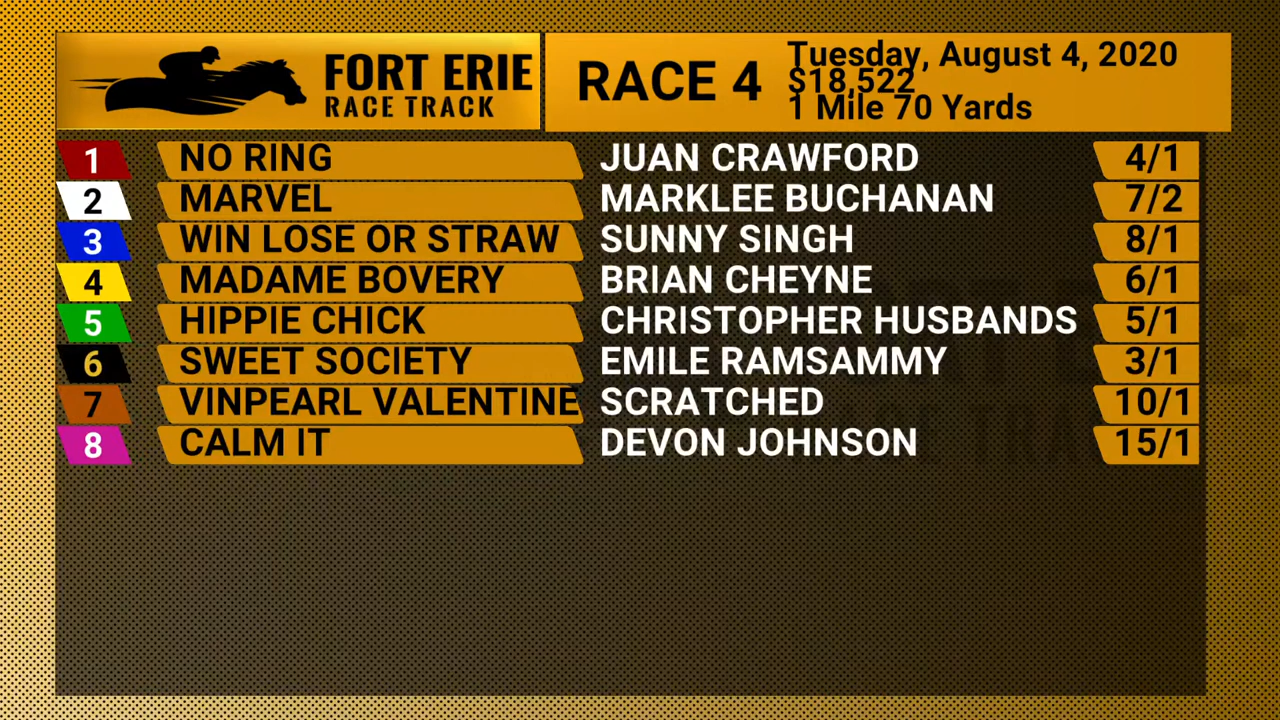 FORT ERIE
RACE TRACK
RACE 4
Tuesday, August 4, 2020
$18,522
1 Mile 70 Yards
1 NO RING JUAN CRAWFORD 4/1
2 MARVEL MARKLEE BUCHANAN 7/2
3 WIN LOSE OR STRAW SUNNY SINGH 8/1
4 MADAME BOVERY BRIAN CHEYNE 6/1
5 HIPPIE CHICK CHRISTOPHER HUSBANDS 5/1
6 SWEET SOCIETY EMILE RAMSAMMY 3/1
7 VINPEARL VALENTINE SCRATCHED 10/1
8 CALM IT DEVON JOHNSON 15/1